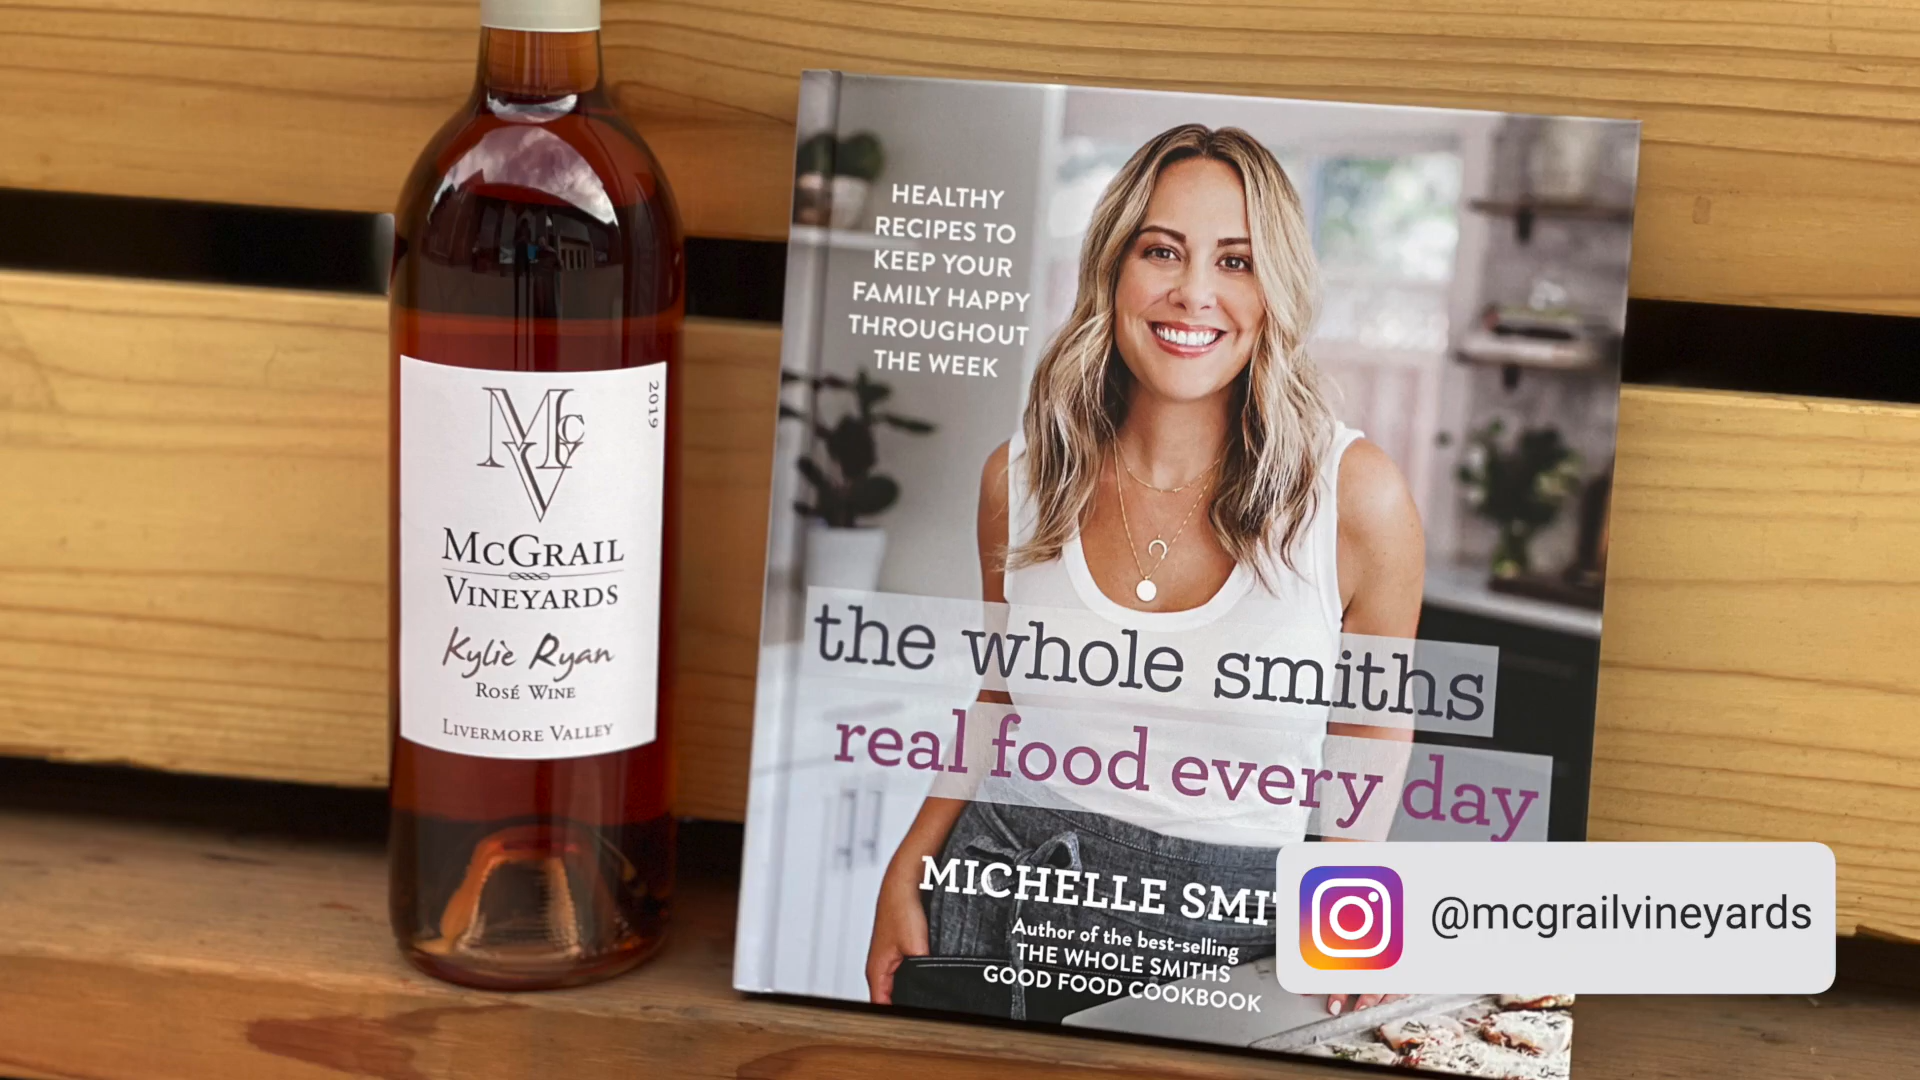 McV
2019
McGrail
Vineyards
Kylie Ryan
Rosé Wine
Livermore Valley
HEALTHY
RECIPES TO
KEEP YOUR
FAMILY HAPPY
THROUGHOUT
THE WEEK
the whole smiths
real food every day
MICHELLE SMI
Author of the best-selling
THE WHOLE SMITHS
GOOD FOOD COOKBOOK
@mcgrailvineyards